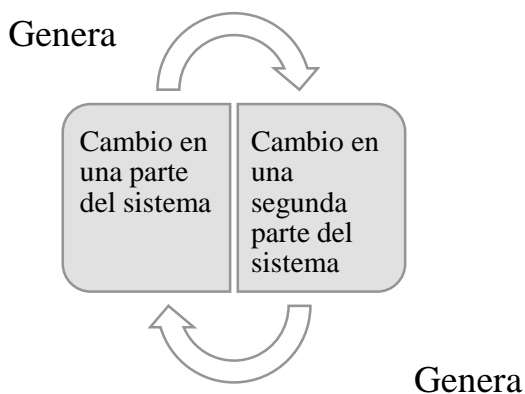 Genera
Cambio en
una parte
del sistema
Cambio en
una
segunda
parte del
sistema
Genera